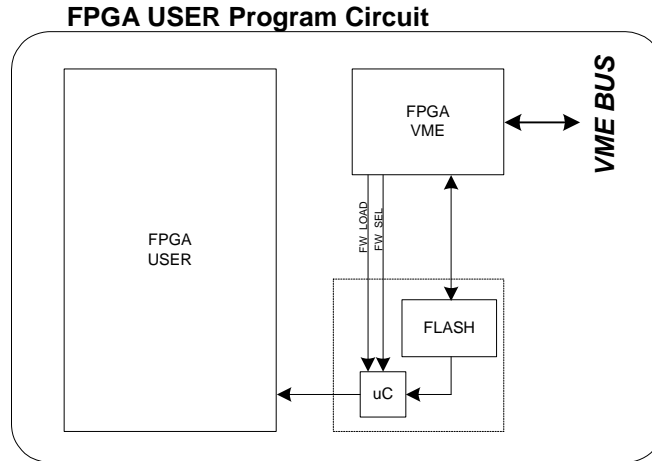 FPGA USER Program Circuit
FPGA
USER
FPGA
VME
VME BUS
FW_LOAD
FW_SEL
FLASH
uC